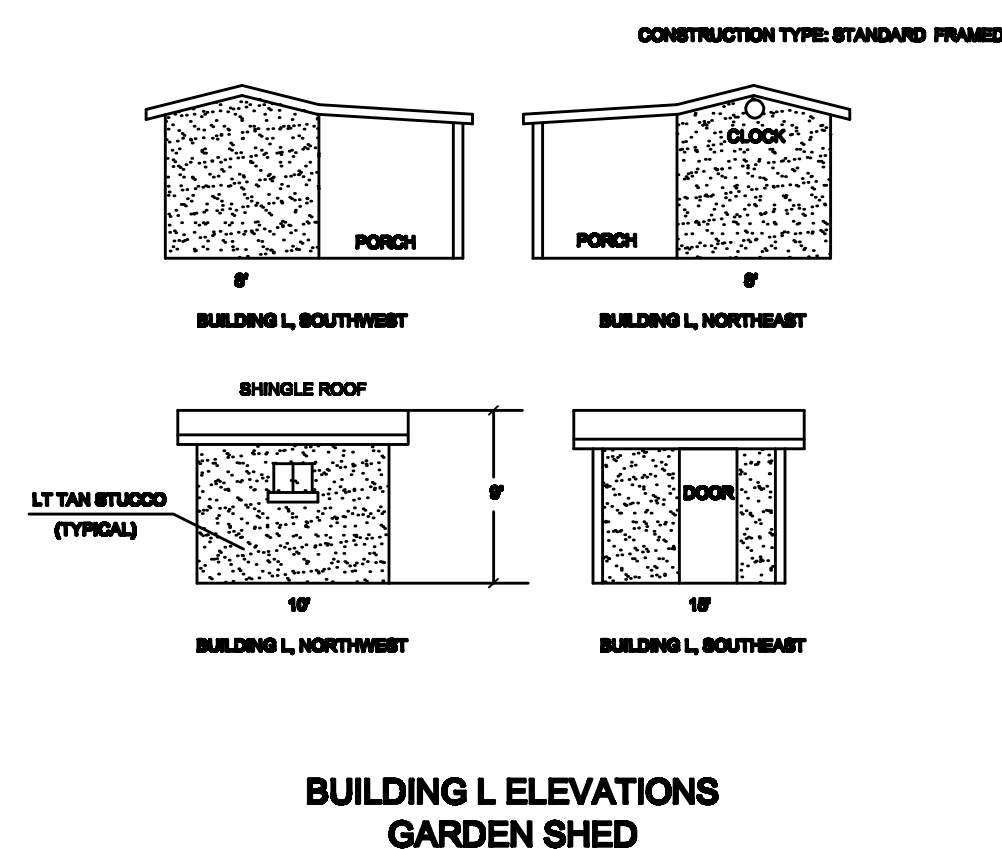 CONSTRUCTION TYPE: STANDARD FRAMED
CLOCK
PORCH
PORCH
8'
8'
BUILDING L, SOUTHWEST
BUILDING L, NORTHEAST
SHINGLE ROOF
LT TAN STUCCO
(TYPICAL)
9'
DOOR
10'
15'
BUILDING L, NORTHWEST
BUILDING L, SOUTHEAST
BUILDING L ELEVATIONS
GARDEN SHED